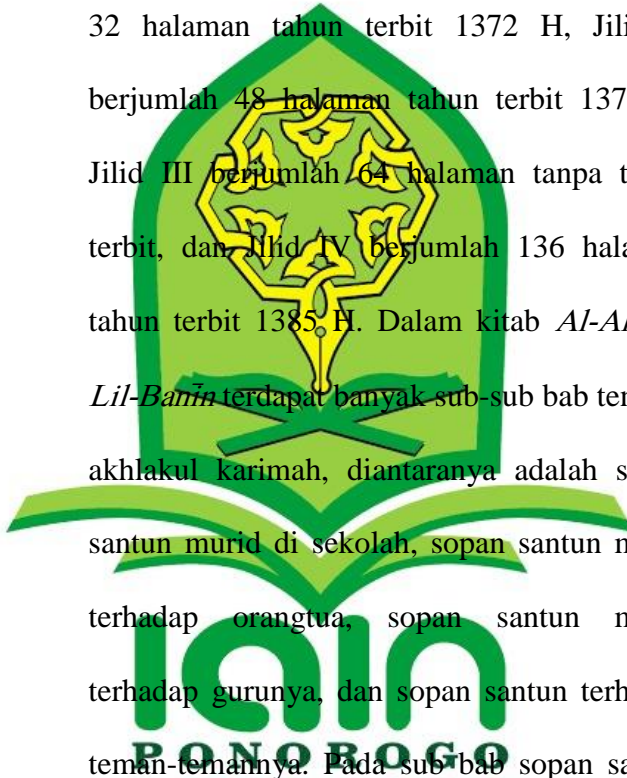 32 halaman tahun terbit 1372 H, Jili
berjumlah 48 halaman tahun terbit 137
Jilid III berjumlah 64 halaman tanpa t
terbit, dan Jilid IV berjumlah 136 hala
tahun terbit 1385 H. Dalam kitab Al-A
Lil-Banīn terdapat banyak sub-sub bab ten
akhlakul karimah, diantaranya adalah s
santun murid di sekolah, sopan santun m
terhadap orangtua, sopan santun m
terhadap gurunya, dan sopan santun terh
teman-temannya. Pada sub bab sopan sa
iain
PONOROGO